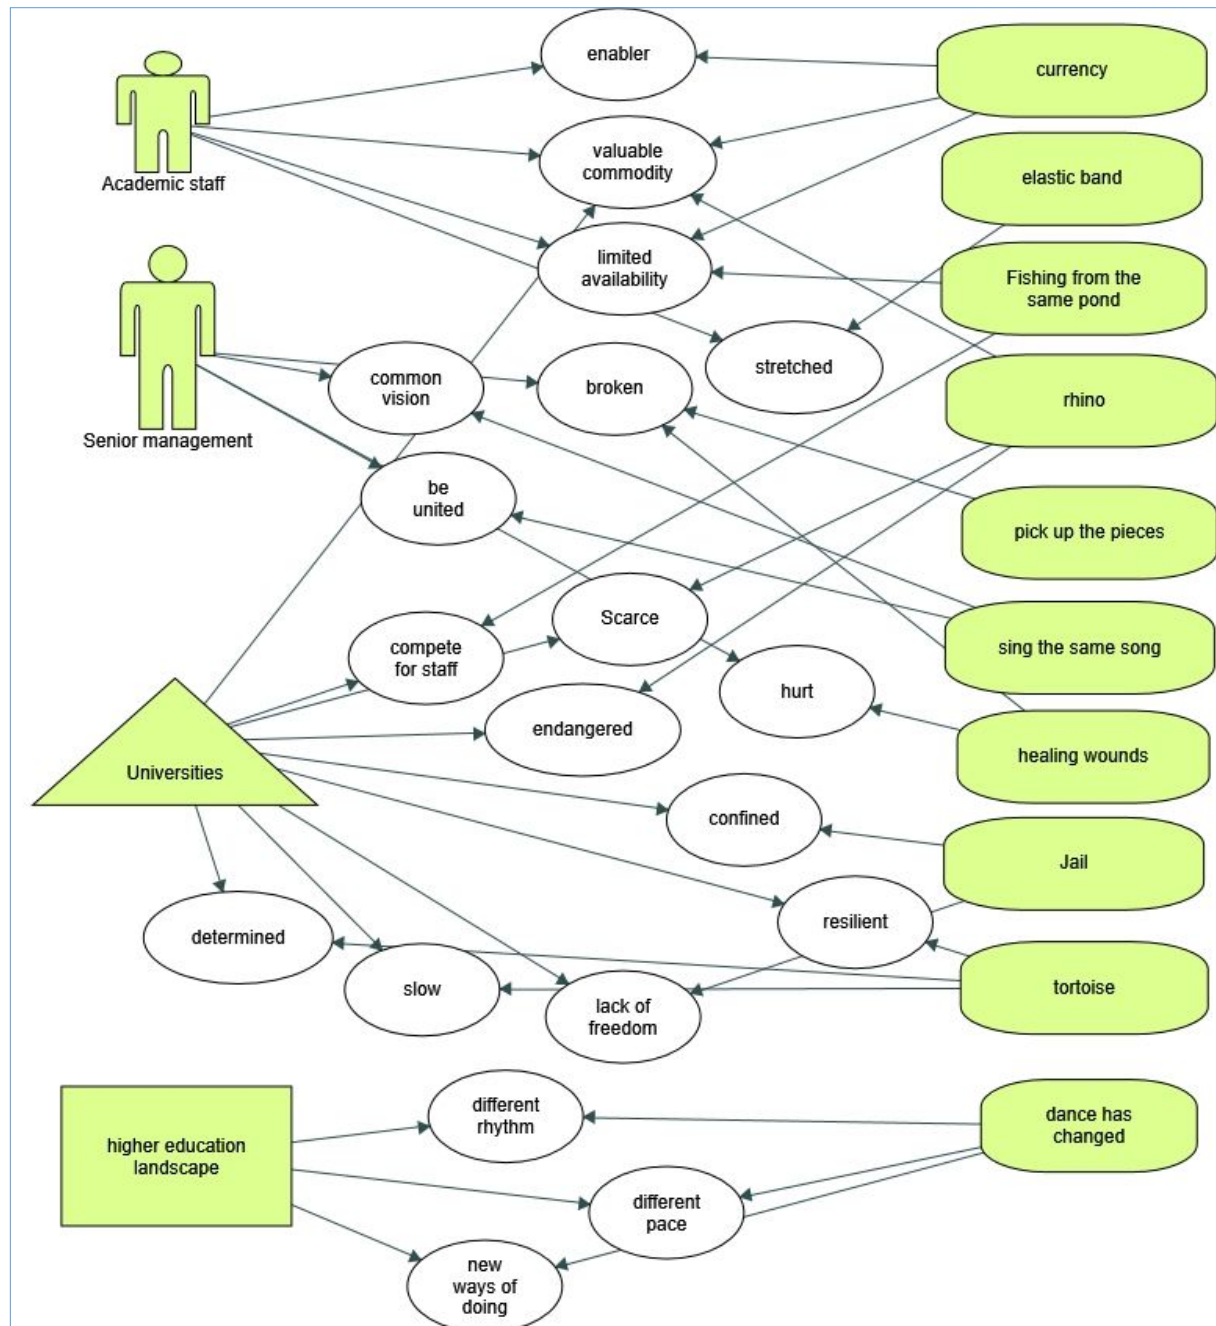 enabler
currency
valuable
commodity
Academic staff
elastic band
limited
availability
Fishing from the
same pond
stretched
common
vision
broken
rhino
Senior management
be
united
pick up the pieces
Scarce
compete
for staff
sing the same song
hurt
endangered
healing wounds
Universities
confined
Jail
resilient
determined
slow
lack of
freedom
tortoise
different
rhythm
dance has
changed
higher education
landscape
different
pace
new
ways of
doing